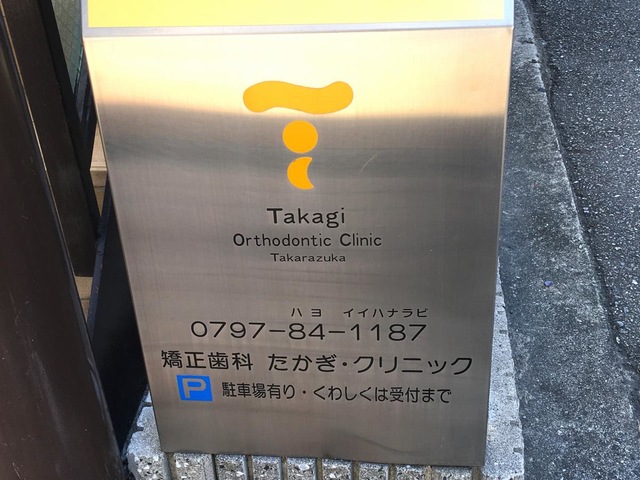 Takagi
Orthodontic Clinic
Takarazuka
ハヨ イイハナラビ
0797-84-1187
矯正歯科 たかぎ・クリニック
P 駐車場有り・くわしくは受付まで